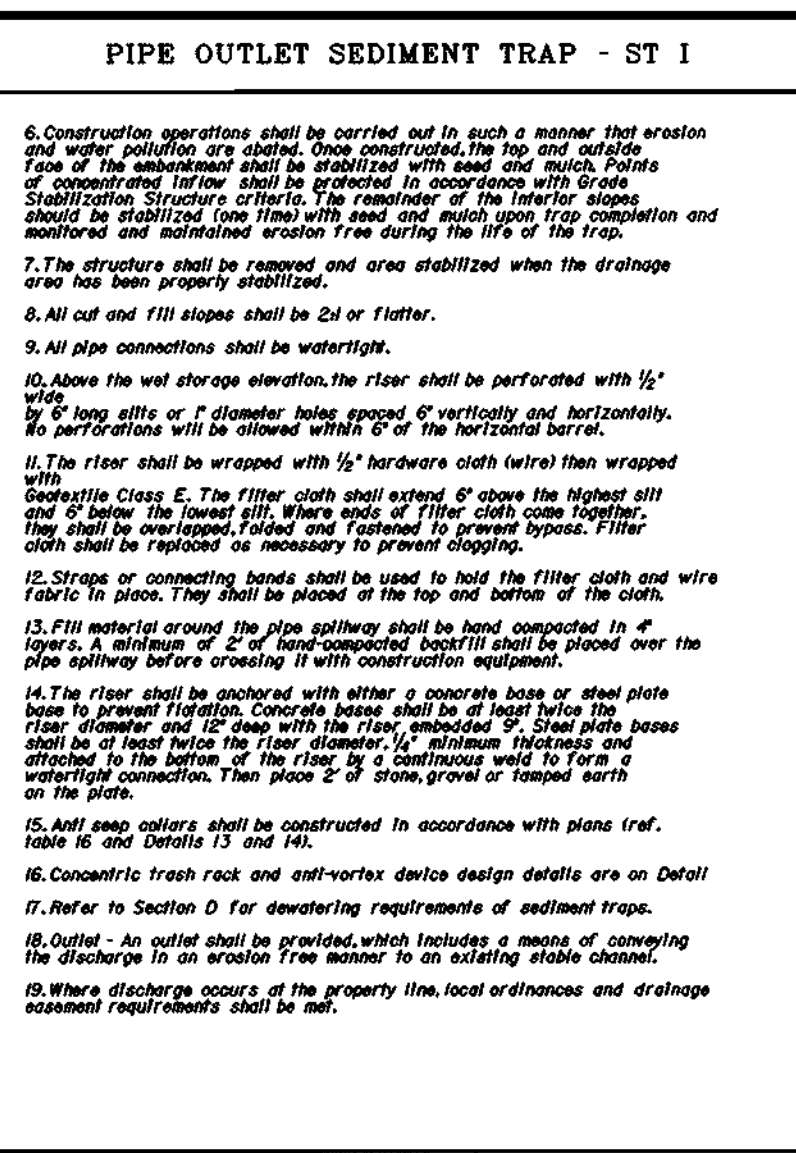 PIPE OUTLET SEDIMENT TRAP - ST I
6. Construction operations shall be carried out in such a manner that erosion
and water pollution are abated. Once constructed, the top and outside
face of the embankment shall be stabilized with seed and mulch. Points
of concentrated inflow shall be protected in accordance with Grade
Stabilization Structure criteria. The remainder of the interior slopes
should be stabilized (one time) with seed and mulch upon trap completion and
monitored and maintained erosion free during the life of the trap.
7. The structure shall be removed and area stabilized when the drainage
area has been properly stabilized.
8. All cut and fill slopes shall be 2:1 or flatter.
9. All pipe connections shall be watertight.
10. Above the wet storage elevation, the riser shall be perforated with 1/2"
wide
by 6" long slits or 1" diameter holes spaced 6" vertically and horizontally.
No perforations will be allowed within 6" of the horizontal barrel.
11. The riser shall be wrapped with 1/2" hardware cloth (wire) then wrapped
with
Geotextile Class E. The filter cloth shall extend 6" above the highest slit
and 6" below the lowest slit. Where ends of filter cloth come together,
they shall be overlapped, folded and fastened to prevent bypass. Filter
cloth shall be replaced as necessary to prevent clogging.
12. Straps or connecting bands shall be used to hold the filter cloth and wire
fabric in place. They shall be placed at the top and bottom of the cloth.
13. Fill material around the pipe spillway shall be hand compacted in 4"
layers. A minimum of 2' of hand-compacted backfill shall be placed over the
pipe spillway before crossing it with construction equipment.
14. The riser shall be anchored with either a concrete base or steel plate
base to prevent flotation. Concrete bases shall be at least twice the
riser diameter and 12" deep with the riser embedded 9". Steel plate bases
shall be at least twice the riser diameter, 1/4" minimum thickness and
attached to the bottom of the riser by a continuous weld to form a
watertight connection. Then place 2' of stone, gravel or tamped earth
on the plate.
15. Anti seep collars shall be constructed in accordance with plans (ref.
table 16 and Details 13 and 14).
16. Concentric trash rack and anti-vortex device design details are on Detail
17. Refer to Section D for dewatering requirements of sediment traps.
18. Outlet - An outlet shall be provided, which includes a means of conveying
the discharge in an erosion free manner to an existing stable channel.
19. Where discharge occurs at the property line, local ordinances and drainage
easement requirements shall be met.